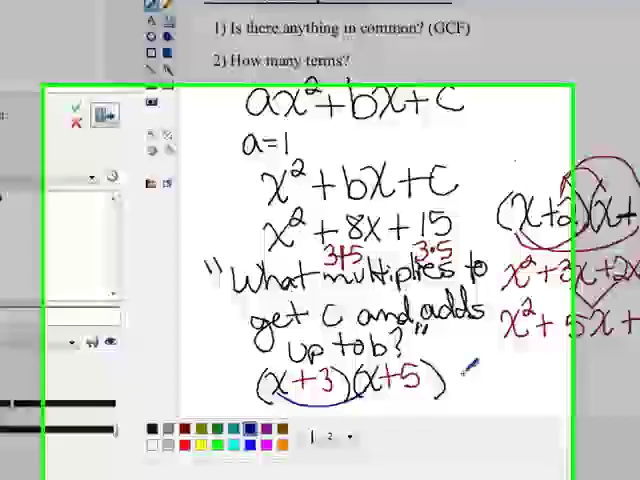 1) Is there anything in common? (GCF)
2) How many terms?
ax²+bx+c
a=1
x²+bx+c
x²+8x+15
3+5 3·5
"What multiplies to
get c and adds
up to b?"
(x+3)(x+5)
(x+2)(x+
x²+3x+2x
x²+5x+
2